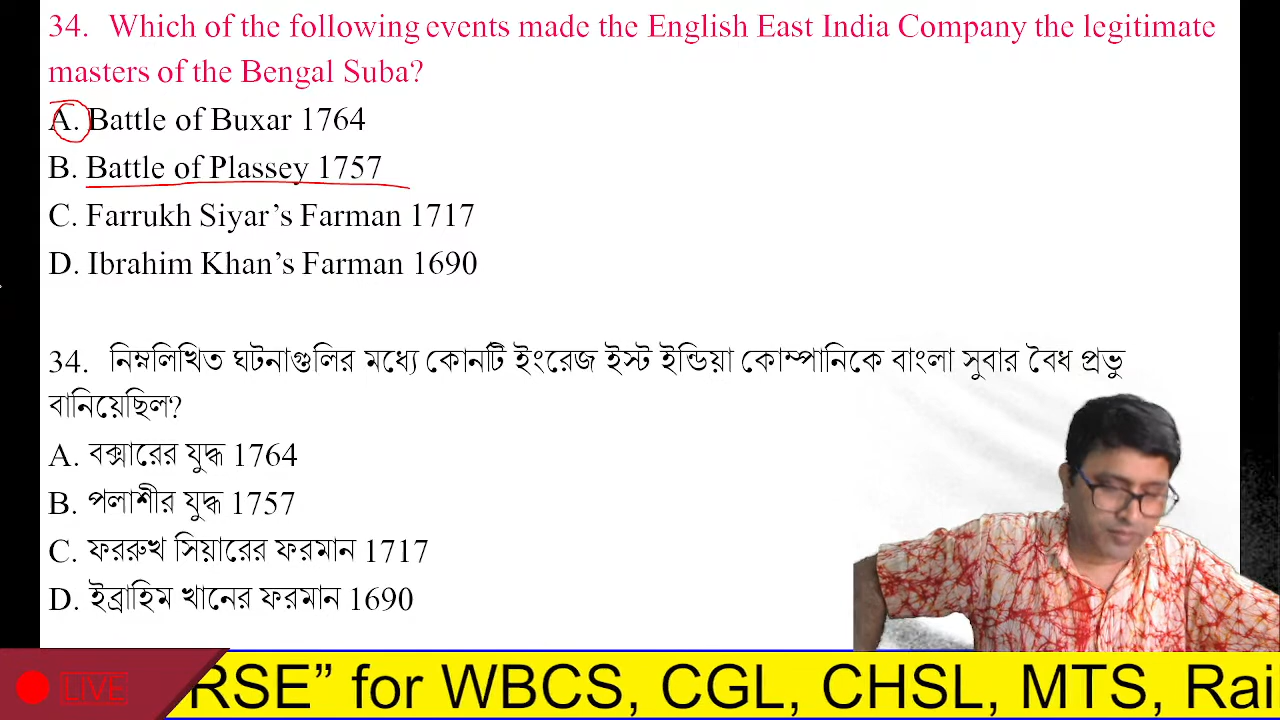 34. Which of the following events made the English East India Company the legitimate
masters of the Bengal Suba?
A. Battle of Buxar 1764
B. Battle of Plassey 1757
C. Farrukh Siyar’s Farman 1717
D. Ibrahim Khan’s Farman 1690
34. নিম্নলিখিত ঘটনাগুলির মধ্যে কোনটি ইংরেজ ইস্ট ইন্ডিয়া কোম্পানিকে বাংলা সুবার বৈধ প্রভু
বানিয়েছিল?
A. বক্সারের যুদ্ধ 1764
B. পলাশীর যুদ্ধ 1757
C. ফররুখ সিয়ারের ফরমান 1717
D. ইব্রাহিম খানের ফরমান 1690
LIVE RSE” for WBCS, CGL, CHSL, MTS, Rai